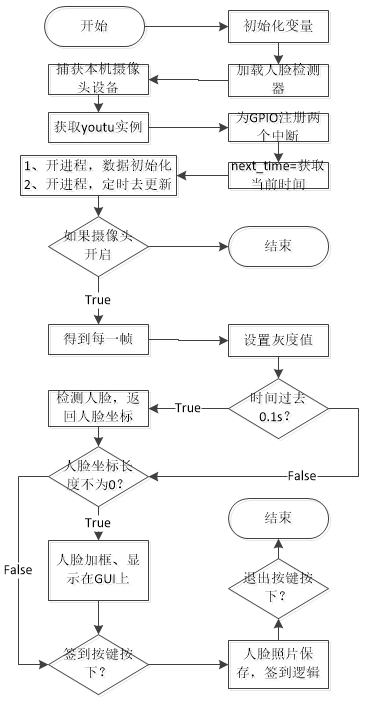 开始
初始化变量
捕获本机摄像
头设备
加载人脸检测
器
获取youtu实例
为GPIO注册两
个中断
1、开进程，数据初始化
2、开进程，定时去更新
next_time=获取
当前时间
如果摄像头
开启
结束
True
得到每一帧
设置灰度值
检测人脸，返
回人脸坐标
True
时间过去
0.1s？
人脸坐标长
度不为0？
False
True
结束
False
人脸加框、显
示在GUI上
退出按键按
下？
签到按键按
下？
人脸照片保
存，签到逻辑